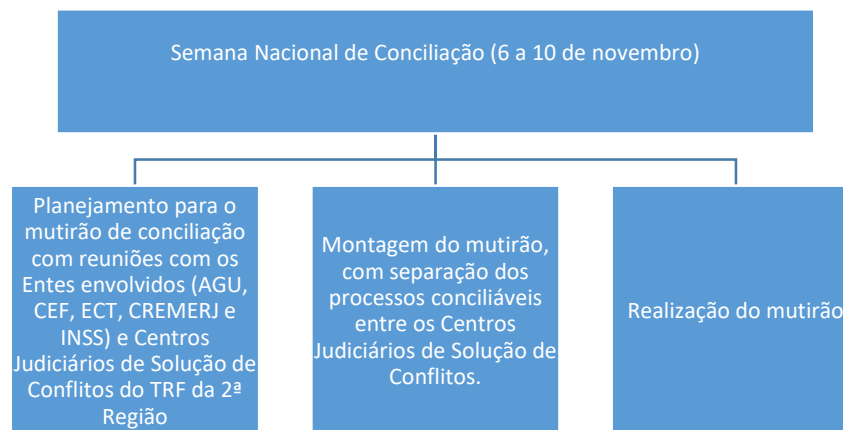 Semana Nacional de Conciliação (6 a 10 de novembro)
Planejamento para o
mutirão de conciliação
com reuniões com os
Entes envolvidos (AGU,
CEF, ECT, CREMERJ e
INSS) e Centros
Judiciários de Solução de
Conflitos do TRF da 2ª
Região
Montagem do mutirão,
com separação dos
processos conciliáveis
entre os Centros
Judiciários de Solução de
Conflitos.
Realização do mutirão